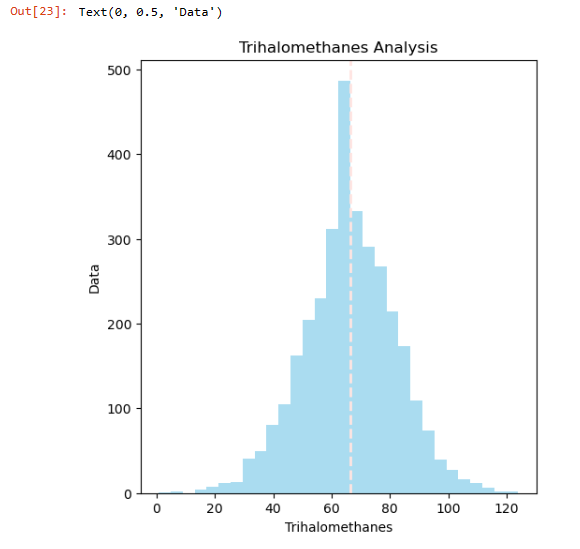 Out[23]: Text(0, 0.5, 'Data')
Trihalomethanes Analysis
500
400
300
200
100
0
Data
0 20 40 60 80 100 120
Trihalomethanes